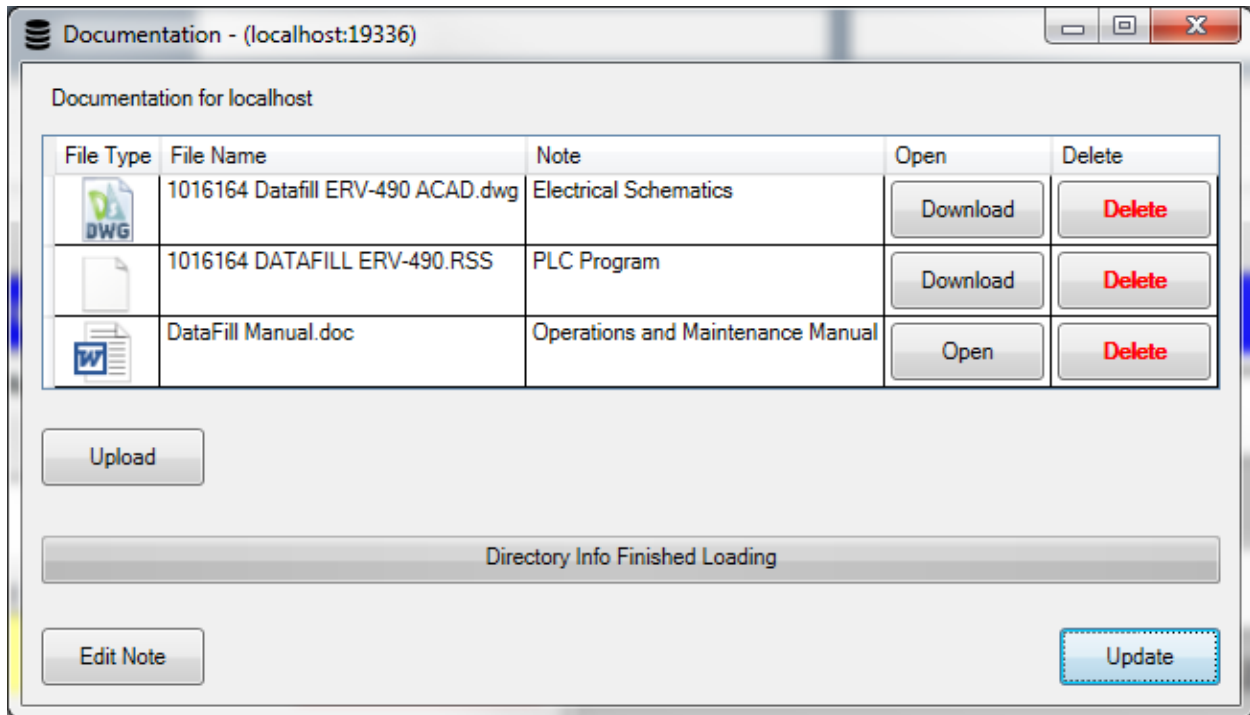 Documentation - (localhost:19336)
Documentation for localhost
File Type File Name Note Open Delete
DWG 1016164 Datafill ERV-490 ACAD.dwg Electrical Schematics Download Delete
1016164 DATAFILL ERV-490.RSS PLC Program Download Delete
W DataFill Manual.doc Operations and Maintenance Manual Open Delete
Upload
Directory Info Finished Loading
Edit Note Update